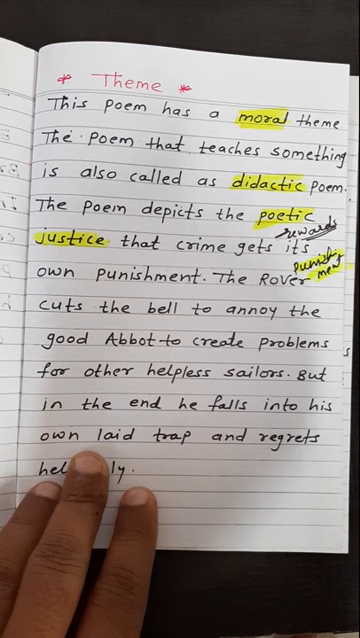 * Theme *
This poem has a moral theme
The poem that teaches something
is also called as didactic poem.
The poem depicts the poetic
rewards
justice that crime gets its
punishment
own punishment. The Rover
cuts the bell to annoy the
good Abbot to create problems
for other helpless sailors. But
in the end he falls into his
own laid trap and regrets